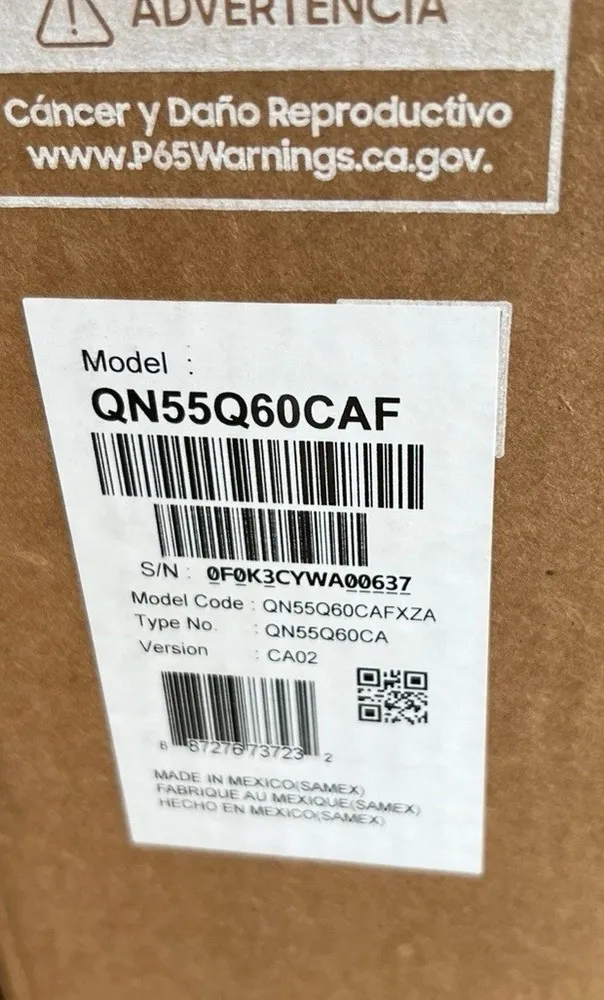 ADVERTENCIA
Cáncer y Daño Reproductivo
www.P65Warnings.ca.gov.
Model :
QN55Q60CAF
S/N : 0F0K3CYWA00637
Model Code : QN55Q60CAFXZA
Type No. : QN55Q60CA
Version : CA02
8 87276 73723 2
MADE IN MEXICO(SAMEX)
FABRIQUE AU MEXIQUE(SAMEX)
HECHO EN MEXICO(SAMEX)